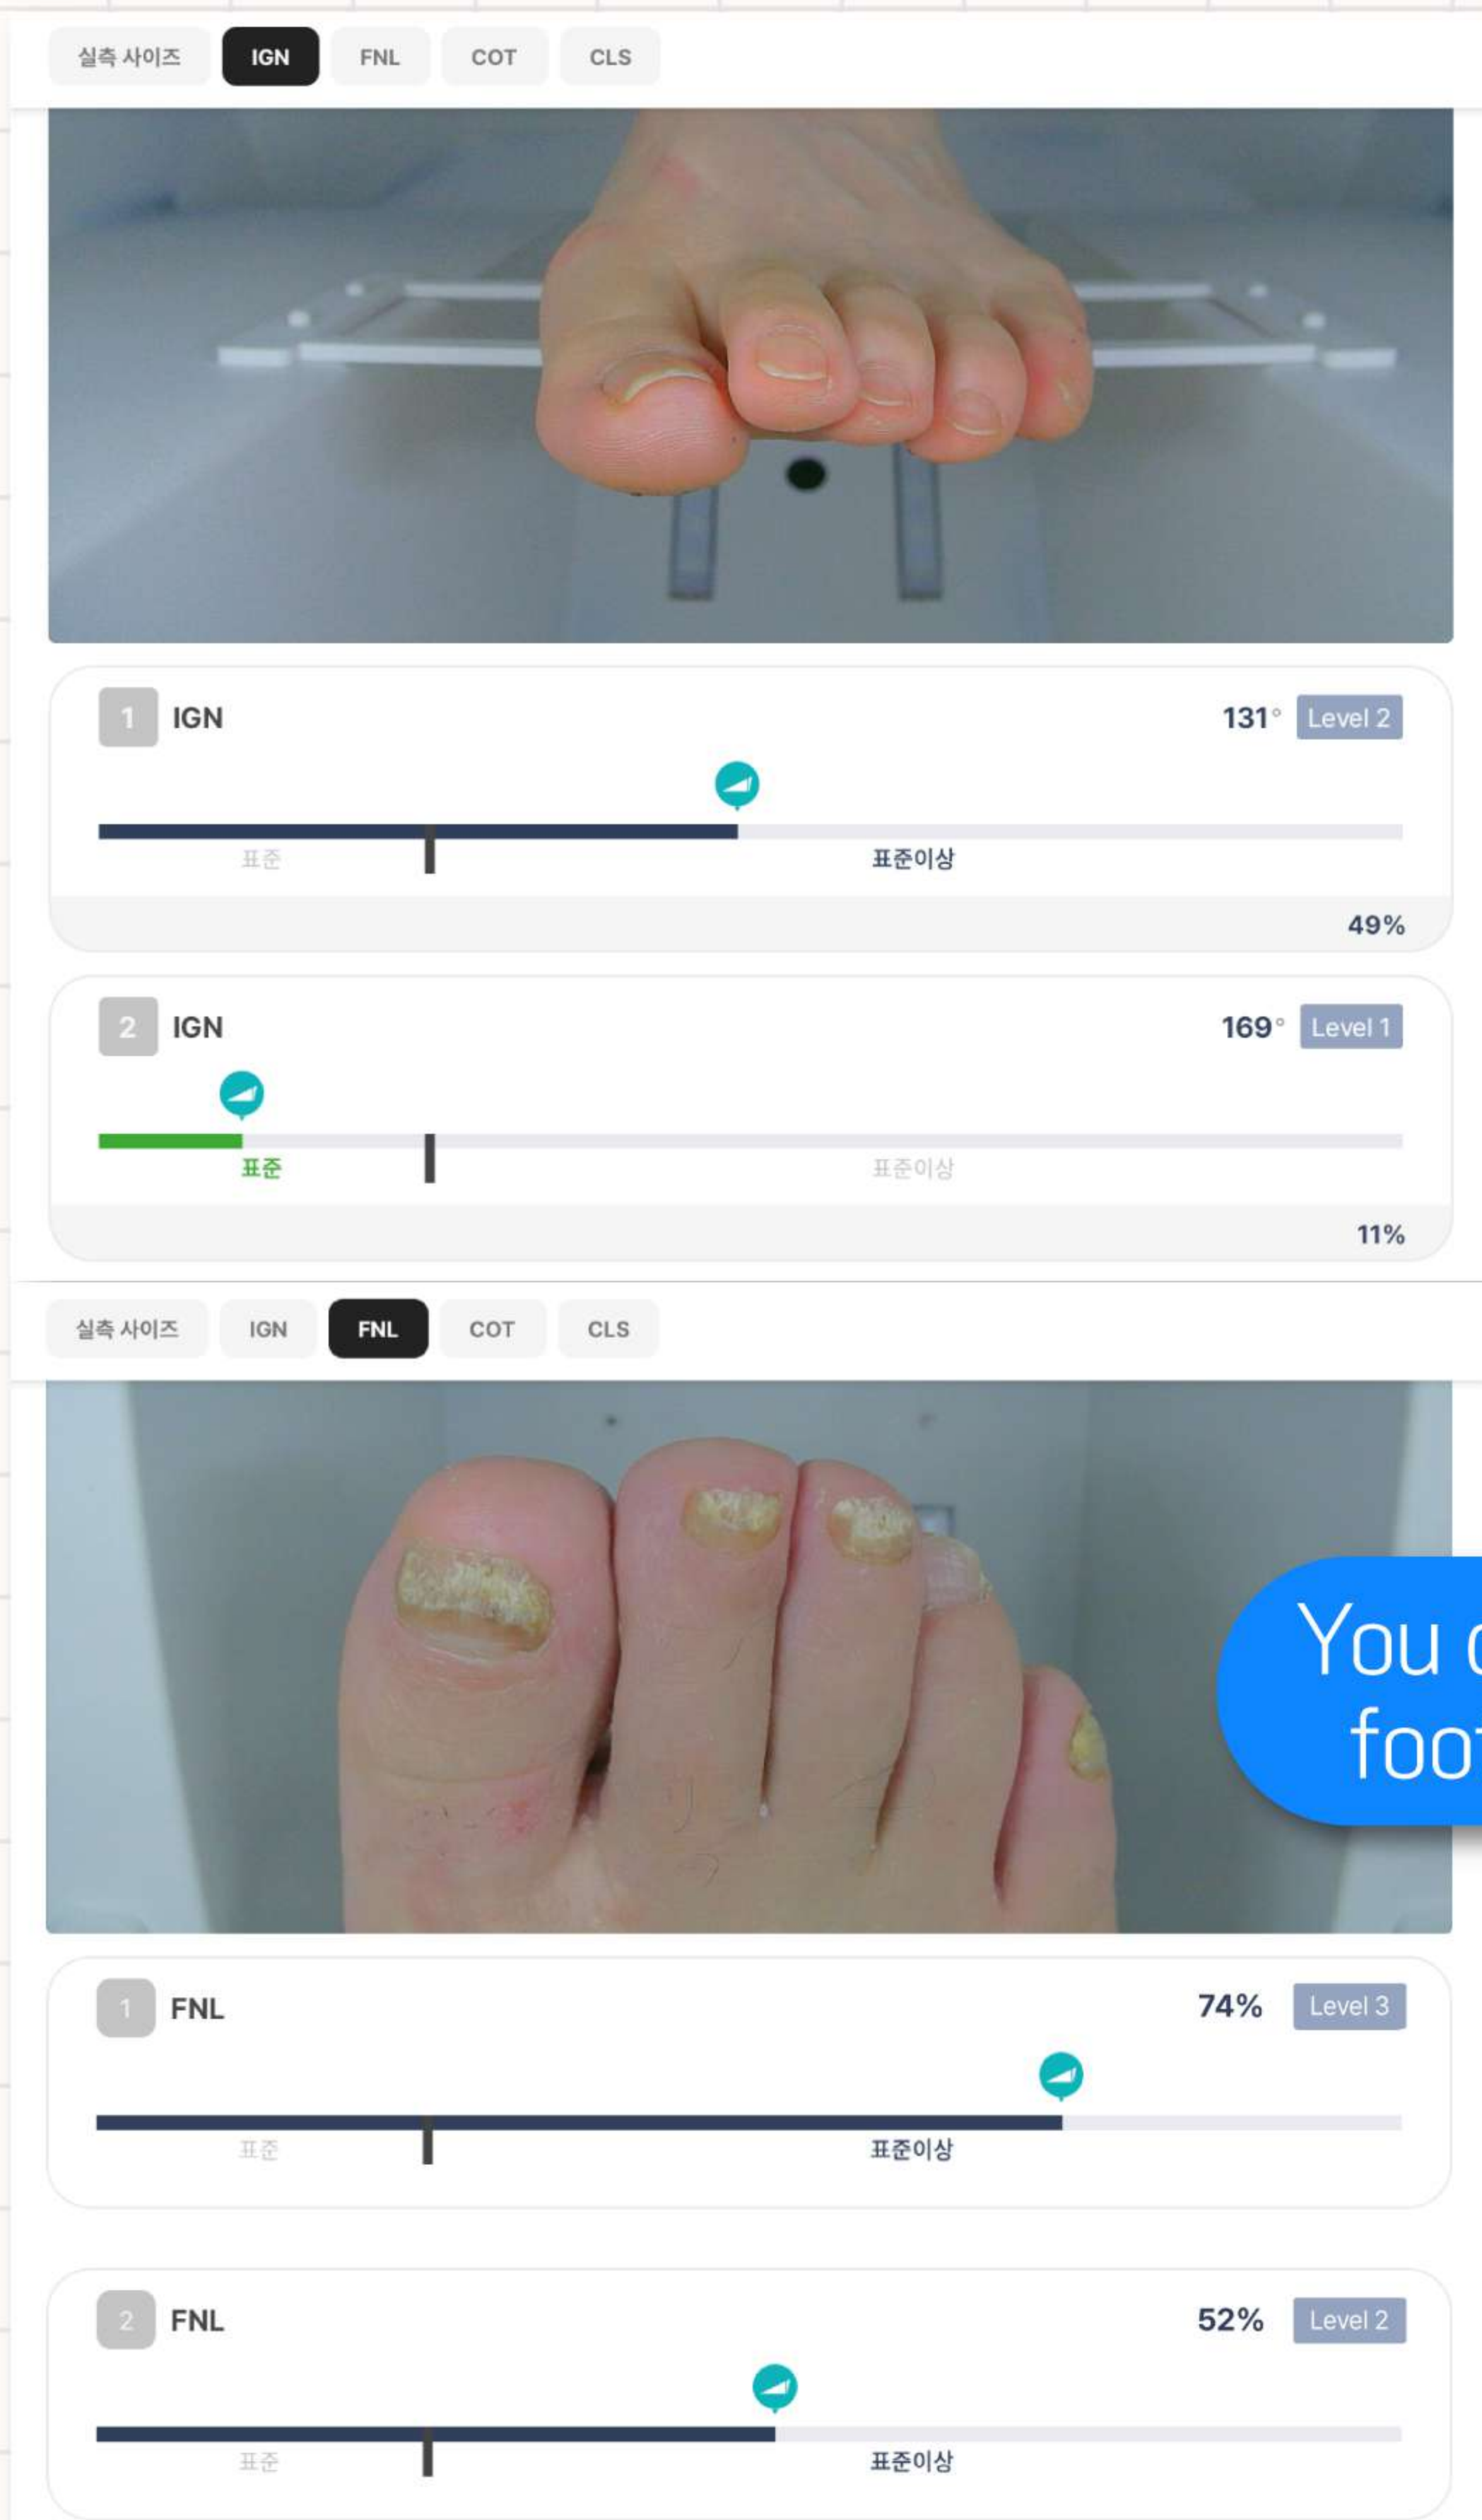 실측 사이즈 IGN FNL COT CLS
1 IGN 131° Level 2
표준 표준이상
49%
2 IGN 169° Level 1
표준 표준이상
11%
실측 사이즈 IGN FNL COT CLS
You
foot
1 FNL 74% Level 3
표준 표준이상
2 FNL 52% Level 2
표준 표준이상